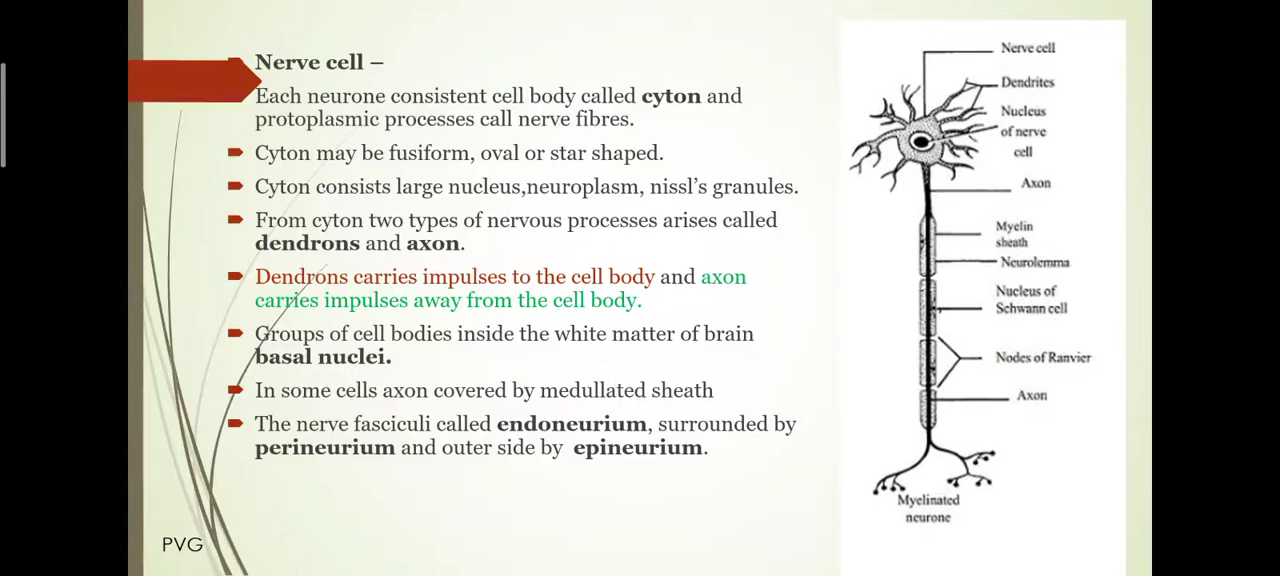 Nerve cell –
Each neurone consistent cell body called cyton and
protoplasmic processes call nerve fibres.
Cyton may be fusiform, oval or star shaped.
Cyton consists large nucleus,neuroplasm, nissl's granules.
From cyton two types of nervous processes arises called
dendrons and axon.
Dendrons carries impulses to the cell body and axon
carries impulses away from the cell body.
Groups of cell bodies inside the white matter of brain
basal nuclei.
In some cells axon covered by medullated sheath
The nerve fasciculi called endoneurium, surrounded by
perineurium and outer side by epineurium.
PVG
Nerve cell
Dendrites
Nucleus
of nerve
cell
Axon
Myelin
sheath
Neurolemma
Nucleus of
Schwann cell
Nodes of Ranvier
Axon
Myelinated
neurone